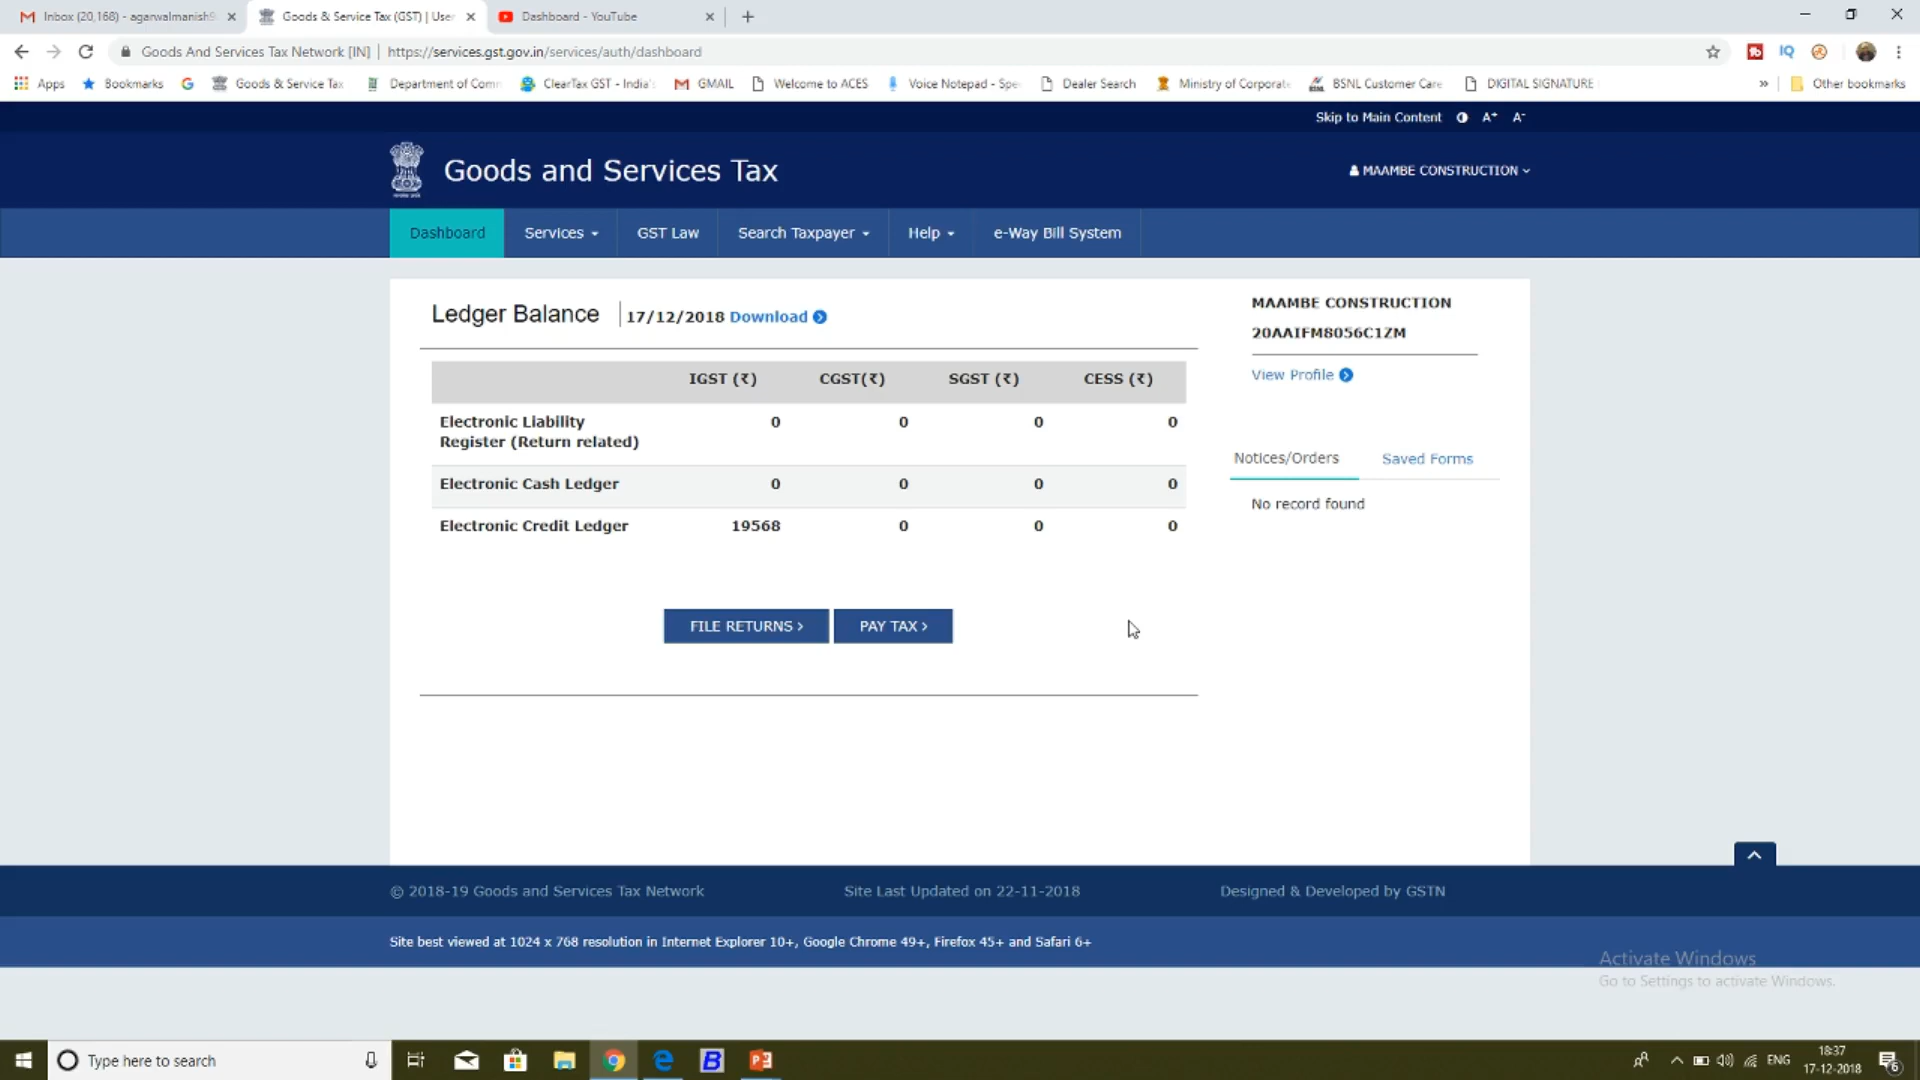 Inbox (20,168) - agarwalmanish
Goods & Service Tax (GST) | User
Dashboard - YouTube
Goods And Services Tax Network [IN] | https://services.gst.gov.in/services/auth/dashboard
Apps Bookmarks Goods & Service Tax Department of Comm ClearTax GST - India's GMAIL Welcome to ACES Voice Notepad - Spe Dealer Search Ministry of Corporate BSNL Customer Care DIGITAL SIGNATURE » Other bookmarks
Skip to Main Content A+ A-
Goods and Services Tax
MAAMBE CONSTRUCTION
Dashboard Services GST Law Search Taxpayer Help e-Way Bill System
Ledger Balance 17/12/2018 Download
IGST (₹) CGST(₹) SGST (₹) CESS (₹)
Electronic Liability
Register (Return related) 0 0 0 0
Electronic Cash Ledger 0 0 0 0
Electronic Credit Ledger 19568 0 0 0
FILE RETURNS > PAY TAX >
MAAMBE CONSTRUCTION
20AAIFM8056C1ZM
View Profile
Notices/Orders Saved Forms
No record found
© 2018-19 Goods and Services Tax Network Site Last Updated on 22-11-2018 Designed & Developed by GSTN
Site best viewed at 1024 x 768 resolution in Internet Explorer 10+, Google Chrome 49+, Firefox 45+ and Safari 6+
Activate Windows
Go to Settings to activate Windows.
Type here to search
ENG
18:37
17-12-2018
6